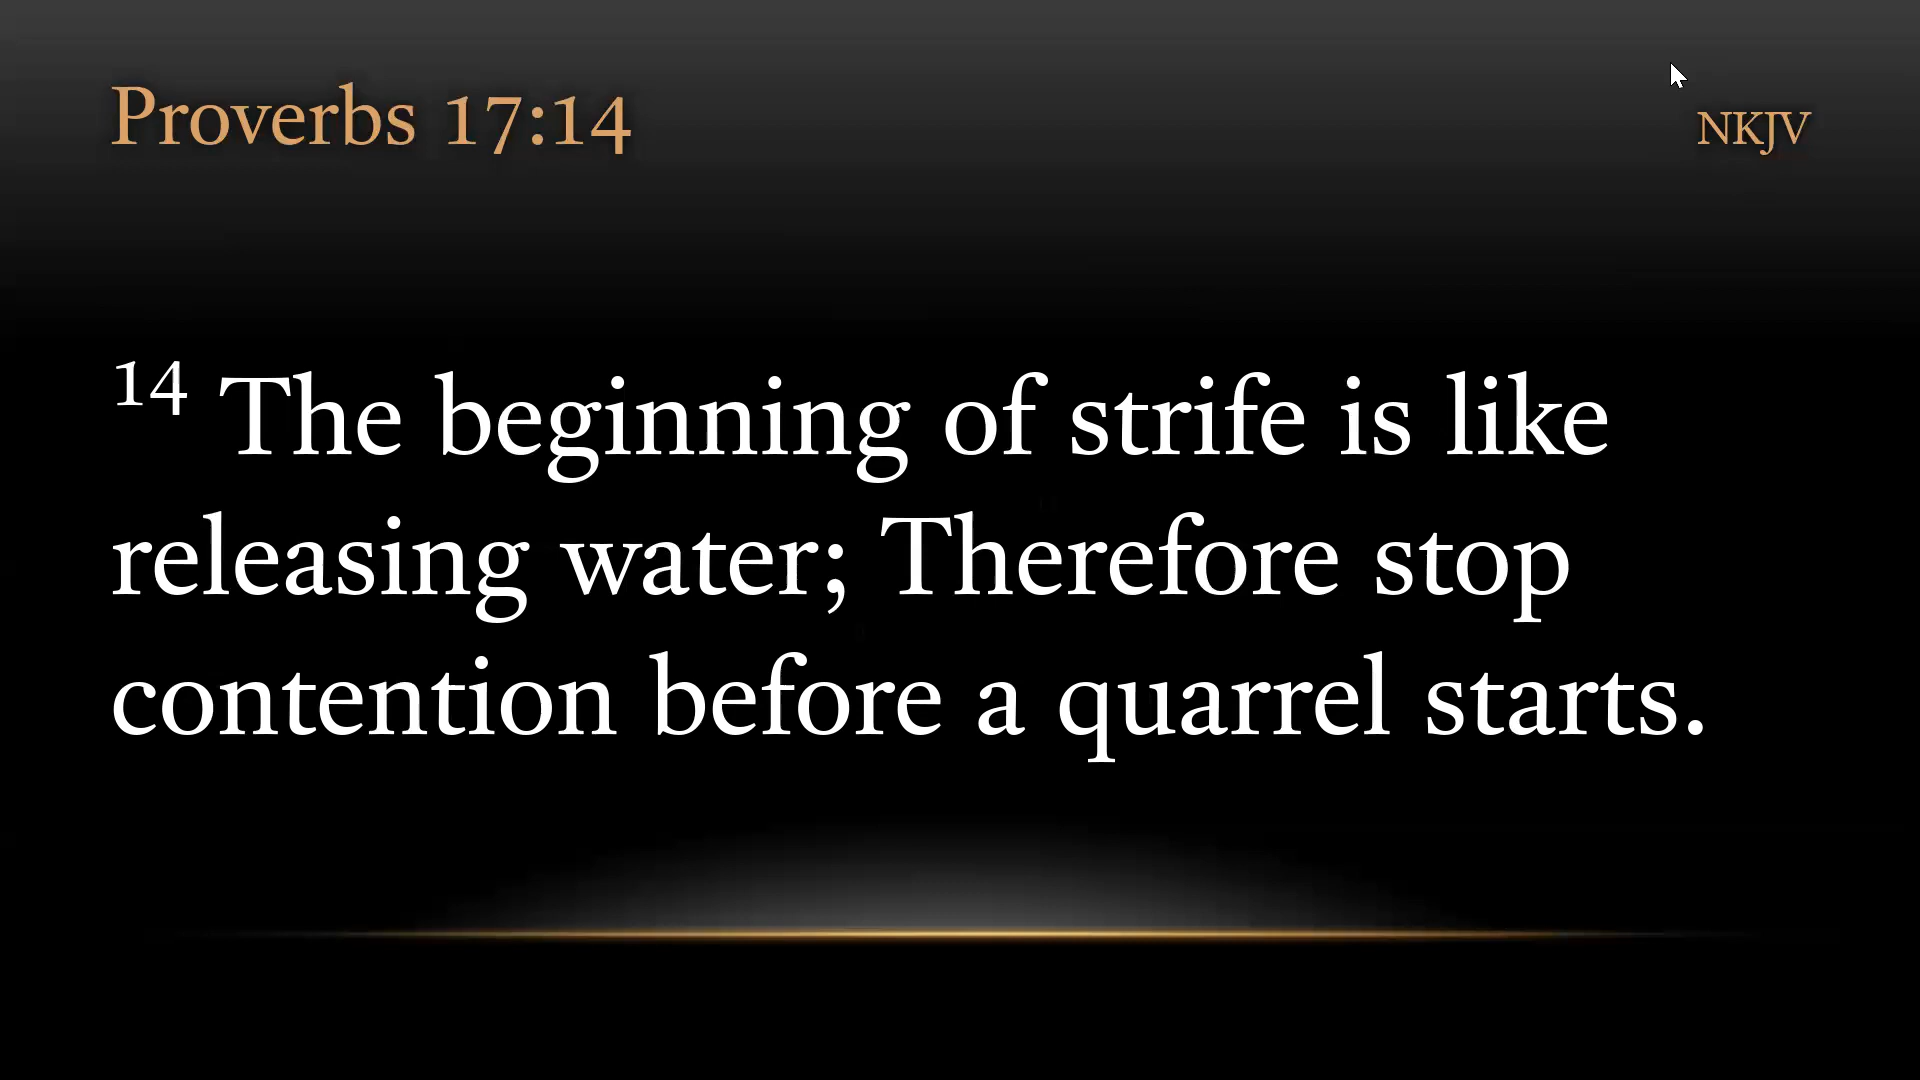 Proverbs 17:14
NKJV
14 The beginning of strife is like
releasing water; Therefore stop
contention before a quarrel starts.